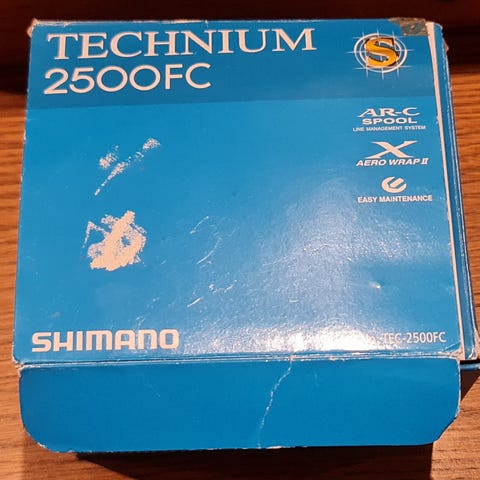 TECHNIUM
2500FC
S
AR-C
SPOOL
LINE MANAGEMENT SYSTEM
X
AERO WRAP II
EASY MAINTENANCE
SHIMANO
TEC-2500FC